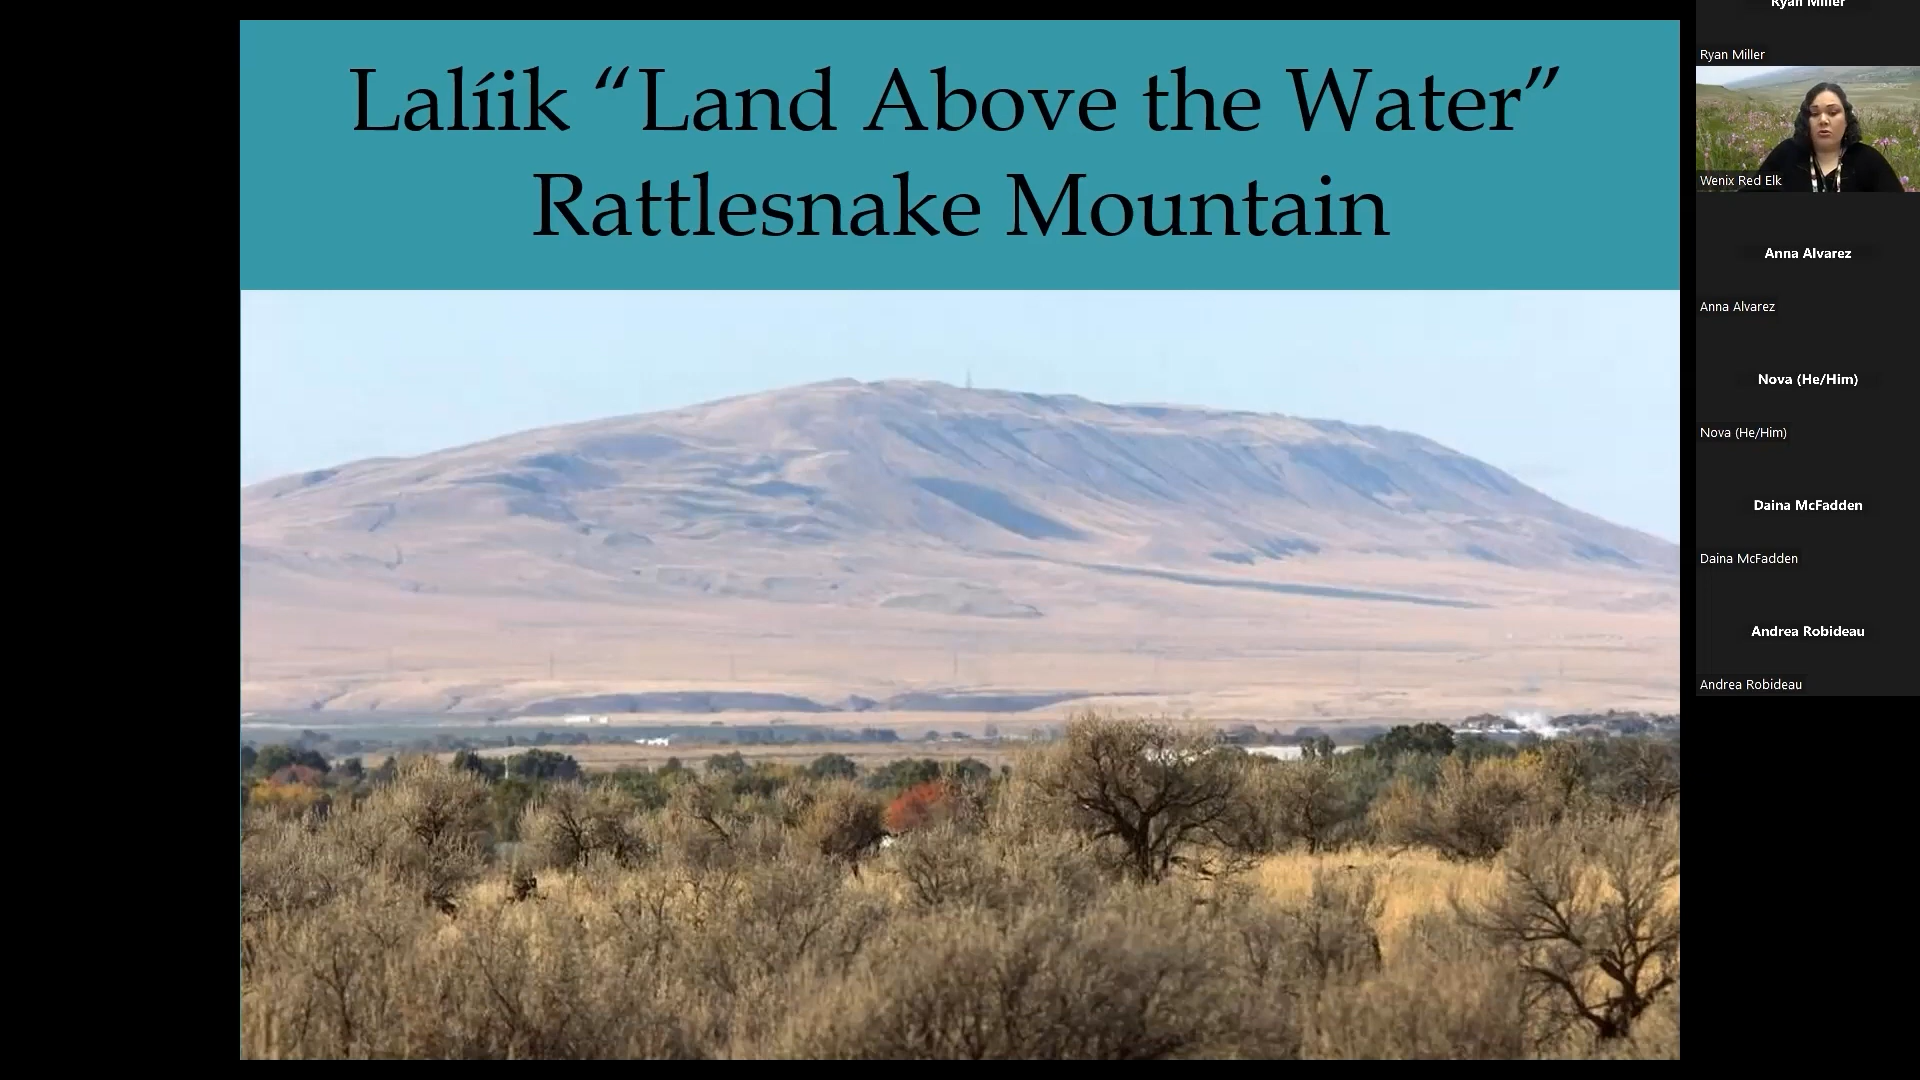 Lalíik “Land Above the Water”
Rattlesnake Mountain
Ryan Miller
Ryan Miller
Wenix Red Elk
Anna Alvarez
Anna Alvarez
Nova (He/Him)
Nova (He/Him)
Daina McFadden
Daina McFadden
Andrea Robideau
Andrea Robideau